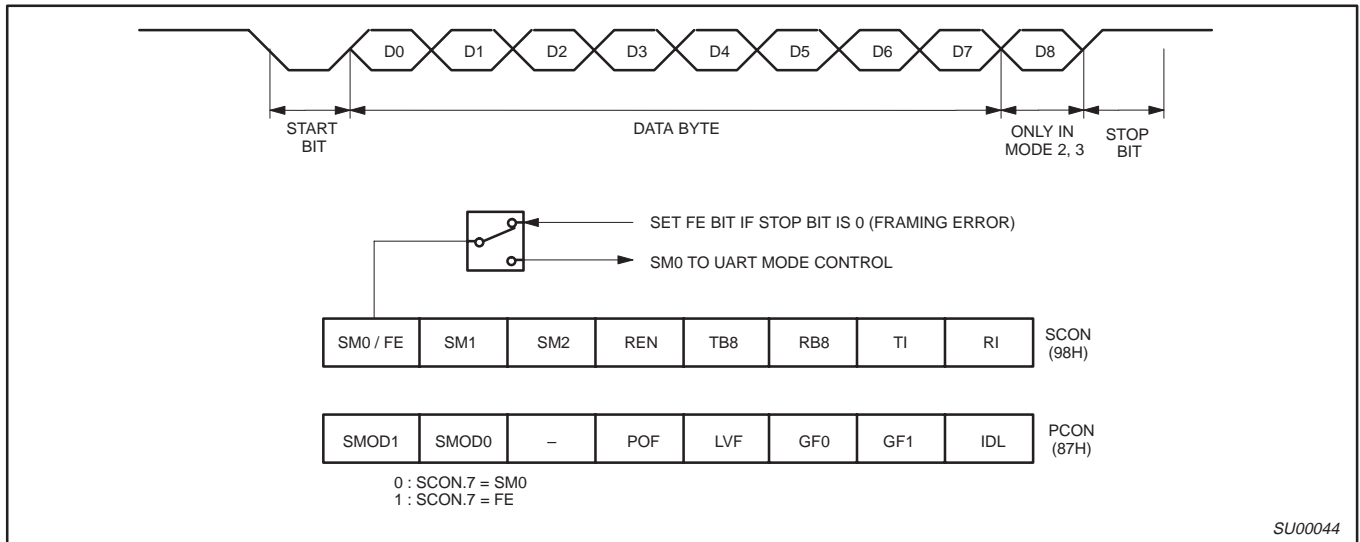 D0 D1 D2 D3 D4 D5 D6 D7 D8
START
BIT
DATA BYTE
ONLY IN
MODE 2, 3
STOP
BIT
SET FE BIT IF STOP BIT IS 0 (FRAMING ERROR)
SM0 TO UART MODE CONTROL
SM0 / FE SM1 SM2 REN TB8 RB8 TI RI
SCON
(98H)
SMOD1 SMOD0 – POF LVF GF0 GF1 IDL
PCON
(87H)
0 : SCON.7 = SM0
1 : SCON.7 = FE
SU00044